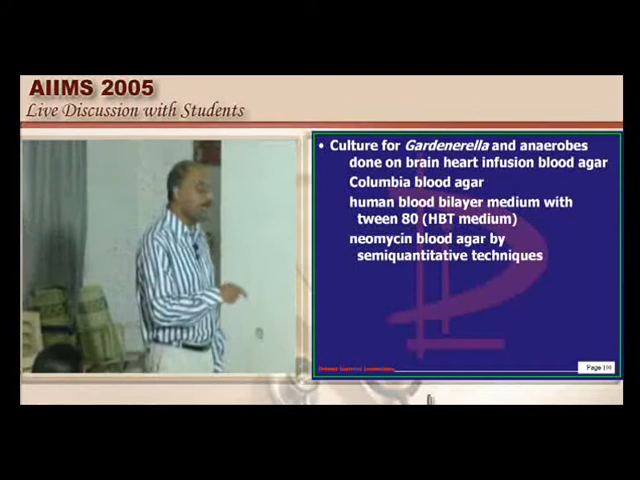 AIIMS 2005
Live Discussion with Students
• Culture for Gardenerella and anaerobes
done on brain heart infusion blood agar
Columbia blood agar
human blood bilayer medium with
tween 80 (HBT medium)
neomycin blood agar by
semiquantitative techniques
Page